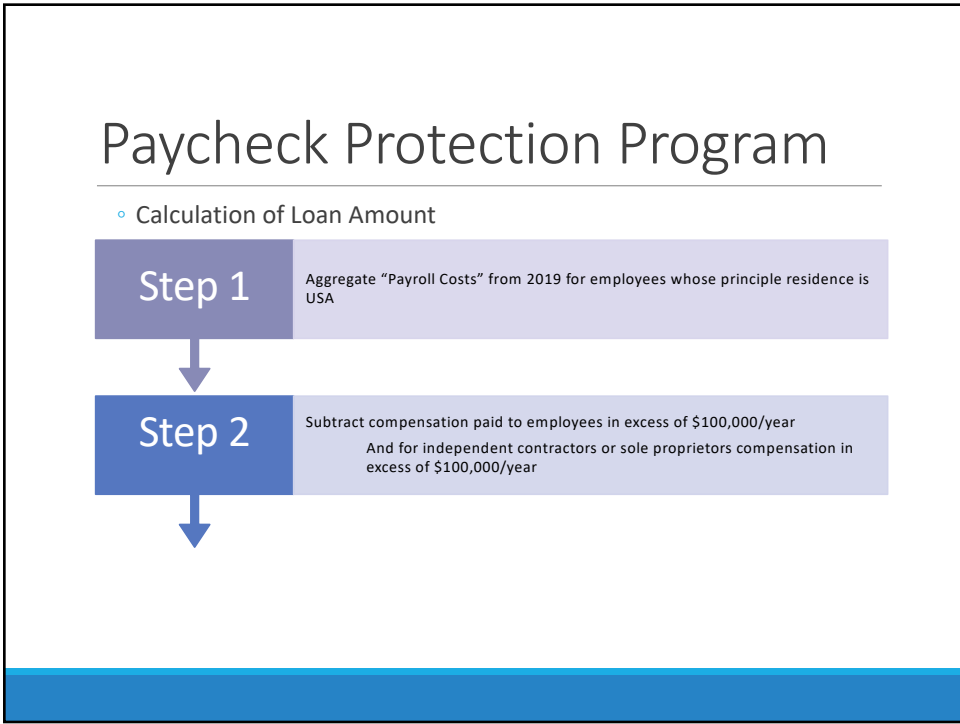 Paycheck Protection Program
◦ Calculation of Loan Amount
Step 1
Aggregate “Payroll Costs” from 2019 for employees whose principle residence is
USA
Step 2
Subtract compensation paid to employees in excess of $100,000/year
And for independent contractors or sole proprietors compensation in
excess of $100,000/year